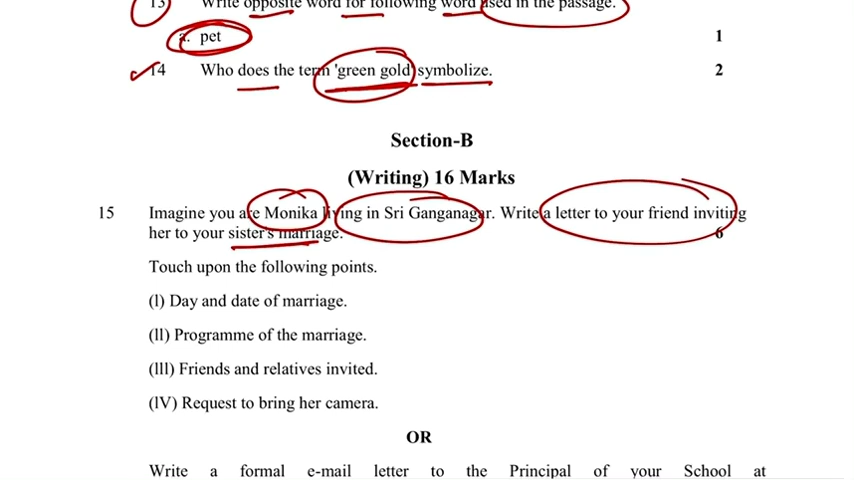 13 Write opposite word for following word used in the passage.
a. pet 1
14 Who does the term 'green gold' symbolize. 2
Section-B
(Writing) 16 Marks
15 Imagine you are Monika living in Sri Ganganagar. Write a letter to your friend inviting
her to your sister's marriage. 6
Touch upon the following points.
(I) Day and date of marriage.
(II) Programme of the marriage.
(III) Friends and relatives invited.
(IV) Request to bring her camera.
OR
Write a formal e-mail letter to the Principal of your School at